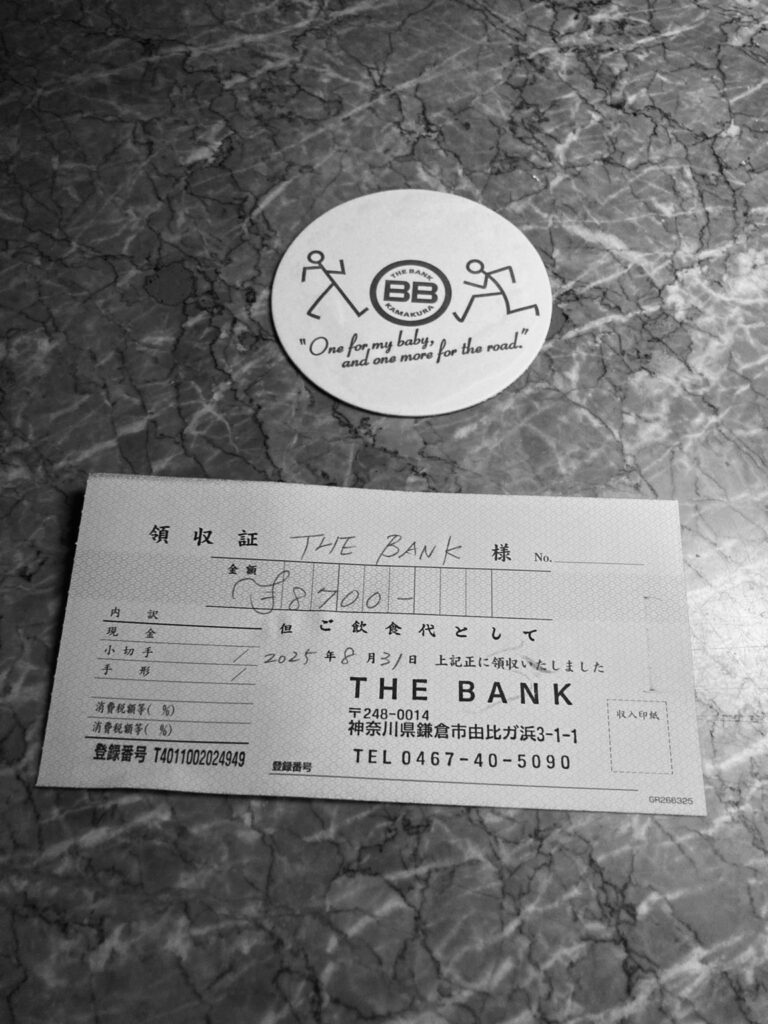 THE BANK
BB
KAMAKURA
"One for my baby,
and one more for the road."
領収証 THE BANK 様 No.
金額
¥8700-
内訳
現金
小切手
手形
消費税額等( %)
消費税額等( %)
登録番号 T4011002024949
但 ご飲食代として
2025年8月31日 上記正に領収いたしました
THE BANK
〒248-0014
神奈川県鎌倉市由比ガ浜3-1-1
TEL 0467-40-5090
登録番号
収入印紙
GR266325